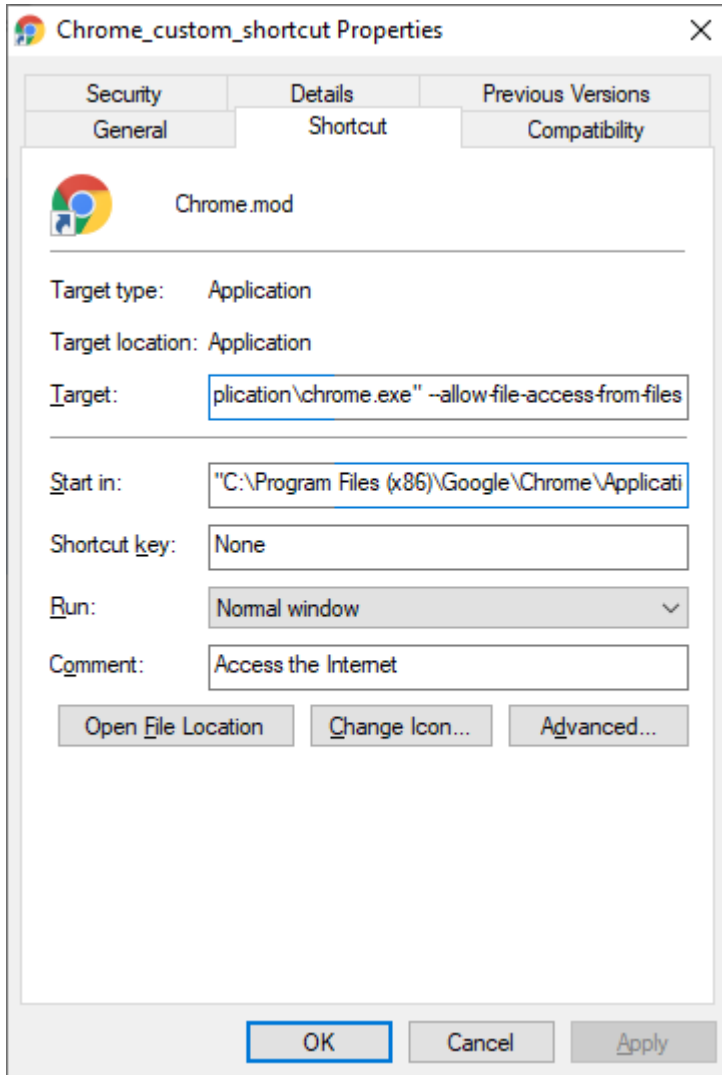 Chrome_custom_shortcut Properties
Security Details Previous Versions
General Shortcut Compatibility
Chrome.mod
Target type: Application
Target location: Application
Target: plication\chrome.exe" --allow-file-access-from-files
Start in: "C:\Program Files (x86)\Google\Chrome\Applicati
Shortcut key: None
Run: Normal window
Comment: Access the Internet
Open File Location Change Icon... Advanced...
OK Cancel Apply